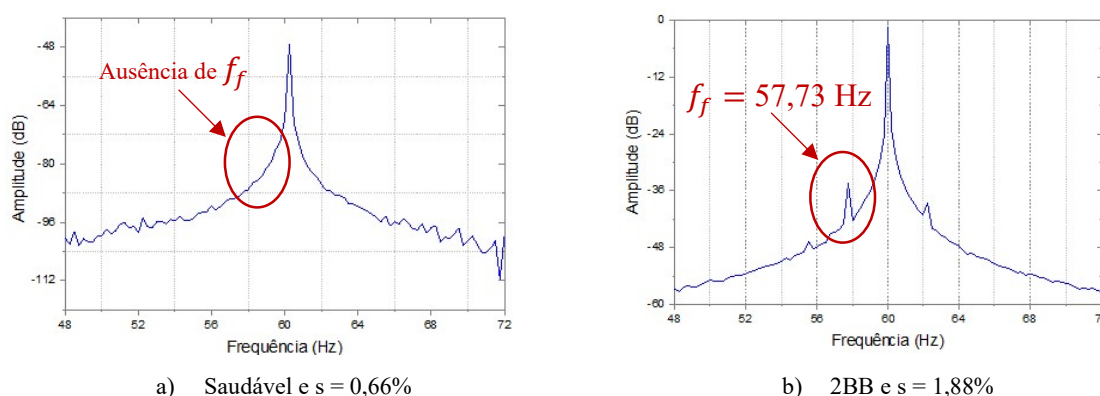 -48
-64
-80
-96
-112
48 52 56 60 64 68 72
Amplitude (dB)
Frequência (Hz)
Ausência de f_f
a) Saudável e s = 0,66%
0
-12
-24
-36
-48
-60
48 52 56 60 64 68
Amplitude (dB)
Frequência (Hz)
f_f = 57,73 Hz
b) 2BB e s = 1,88%